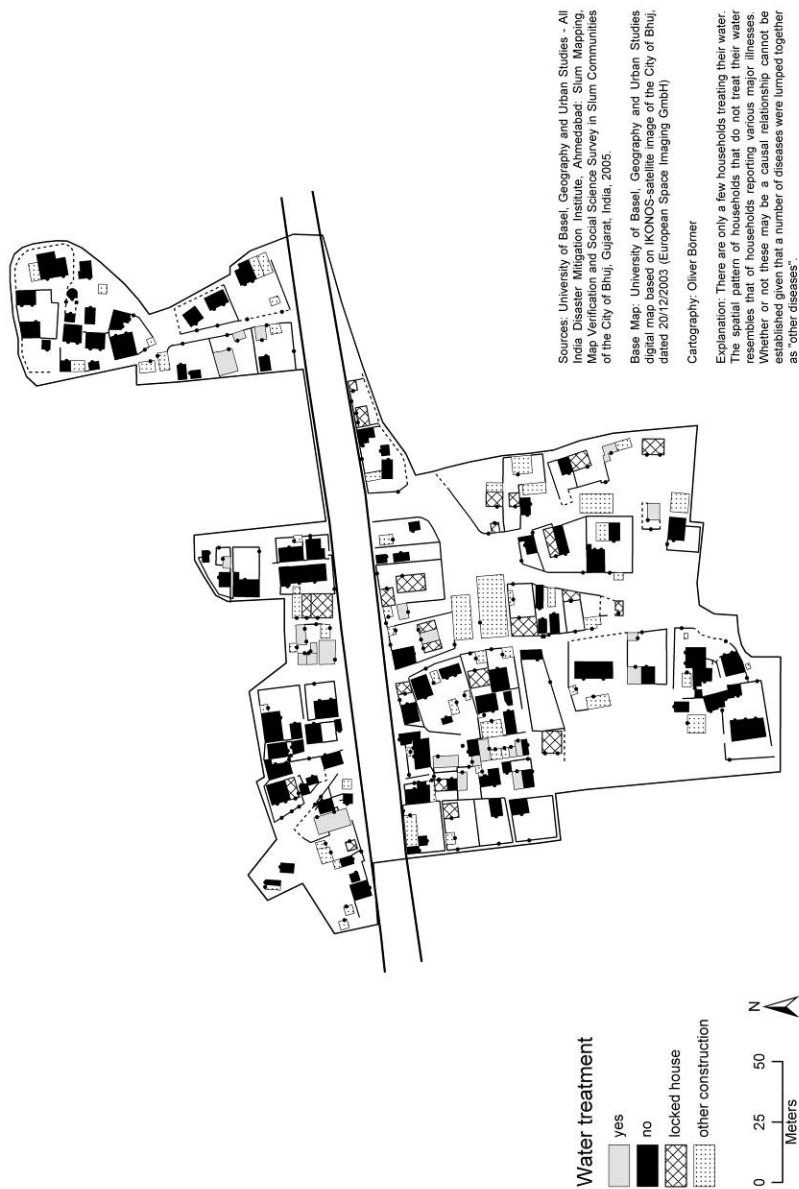 Water treatment
yes
no
locked house
other construction
0 25 50
Meters
N
Sources: University of Basel, Geography and Urban Studies - All
India Disaster Mitigation Institute, Ahmedabad: Slum Mapping,
Map Verification and Social Science Survey in Slum Communities
of the City of Bhuj, Gujarat, India, 2005.
Base Map: University of Basel, Geography and Urban Studies
digital map based on IKONOS-satellite image of the City of Bhuj,
dated 20/12/2003 (European Space Imaging GmbH)
Cartography: Oliver Börner
Explanation: There are only a few households treating their water.
The spatial pattern of households that do not treat their water
resembles that of households reporting various major illnesses.
Whether or not these may be a causal relationship cannot be
established given that a number of diseases were lumped together
as "other diseases".